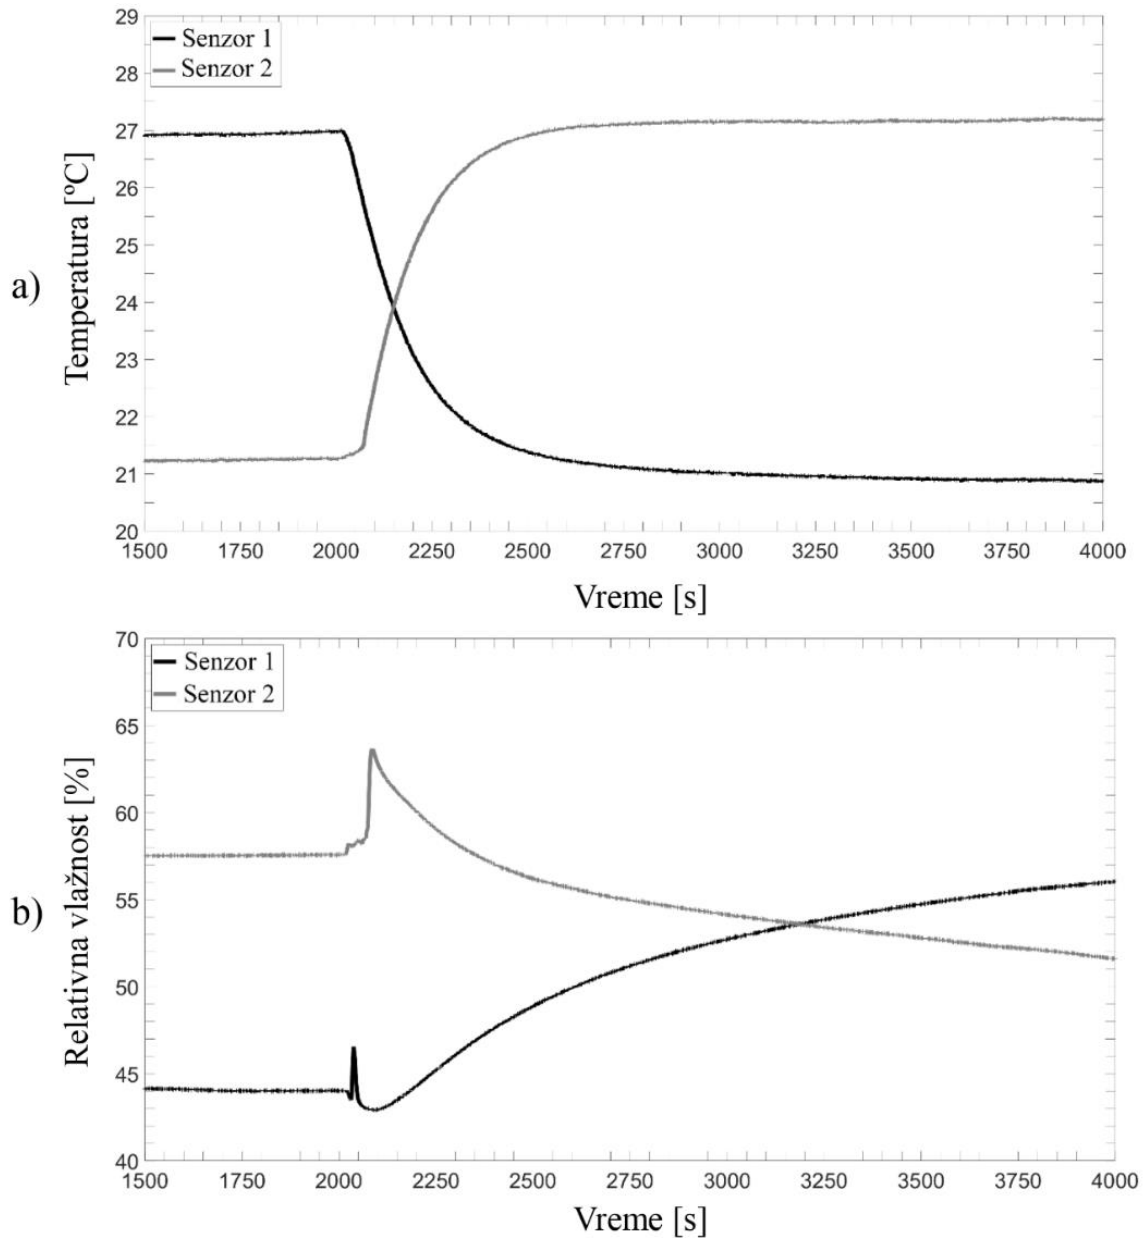 29
28
27
26
25
24
23
22
21
20
Senzor 1
Senzor 2
a)
Temperatura [ºC]
1500 1750 2000 2250 2500 2750 3000 3250 3500 3750 4000
Vreme [s]
70
65
60
55
50
45
40
Senzor 1
Senzor 2
b)
Relativna vlažnost [%]
1500 1750 2000 2250 2500 2750 3000 3250 3500 3750 4000
Vreme [s]